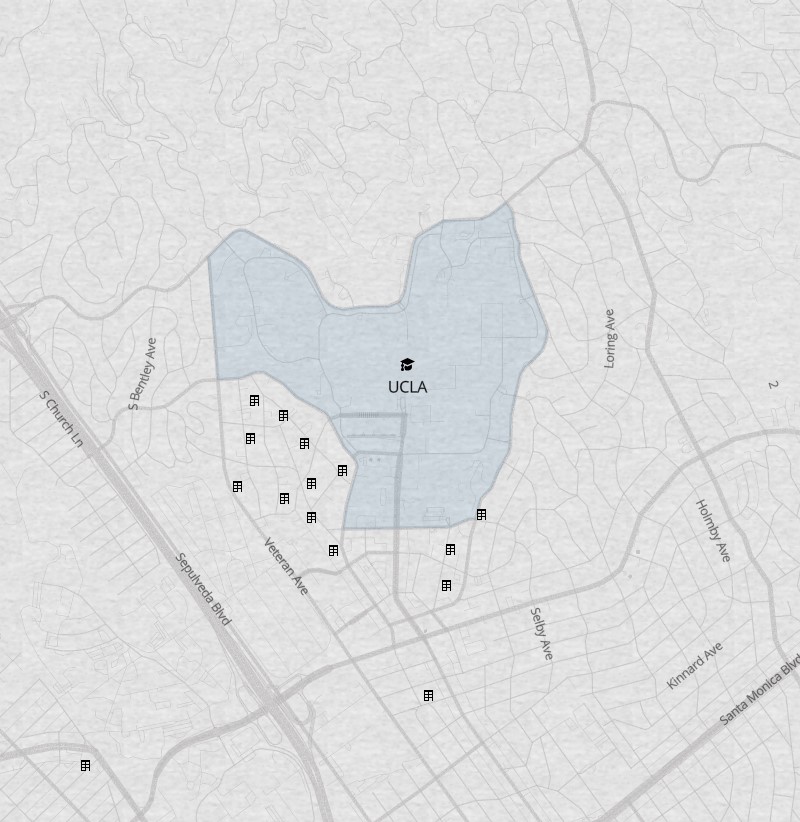 Loring Ave
S Bentley Ave
UCLA
2
S Church Ln
Holmby Ave
Veteran Ave
Sepulveda Blvd
Selby Ave
Kinnard Ave
Santa Monica Blvd